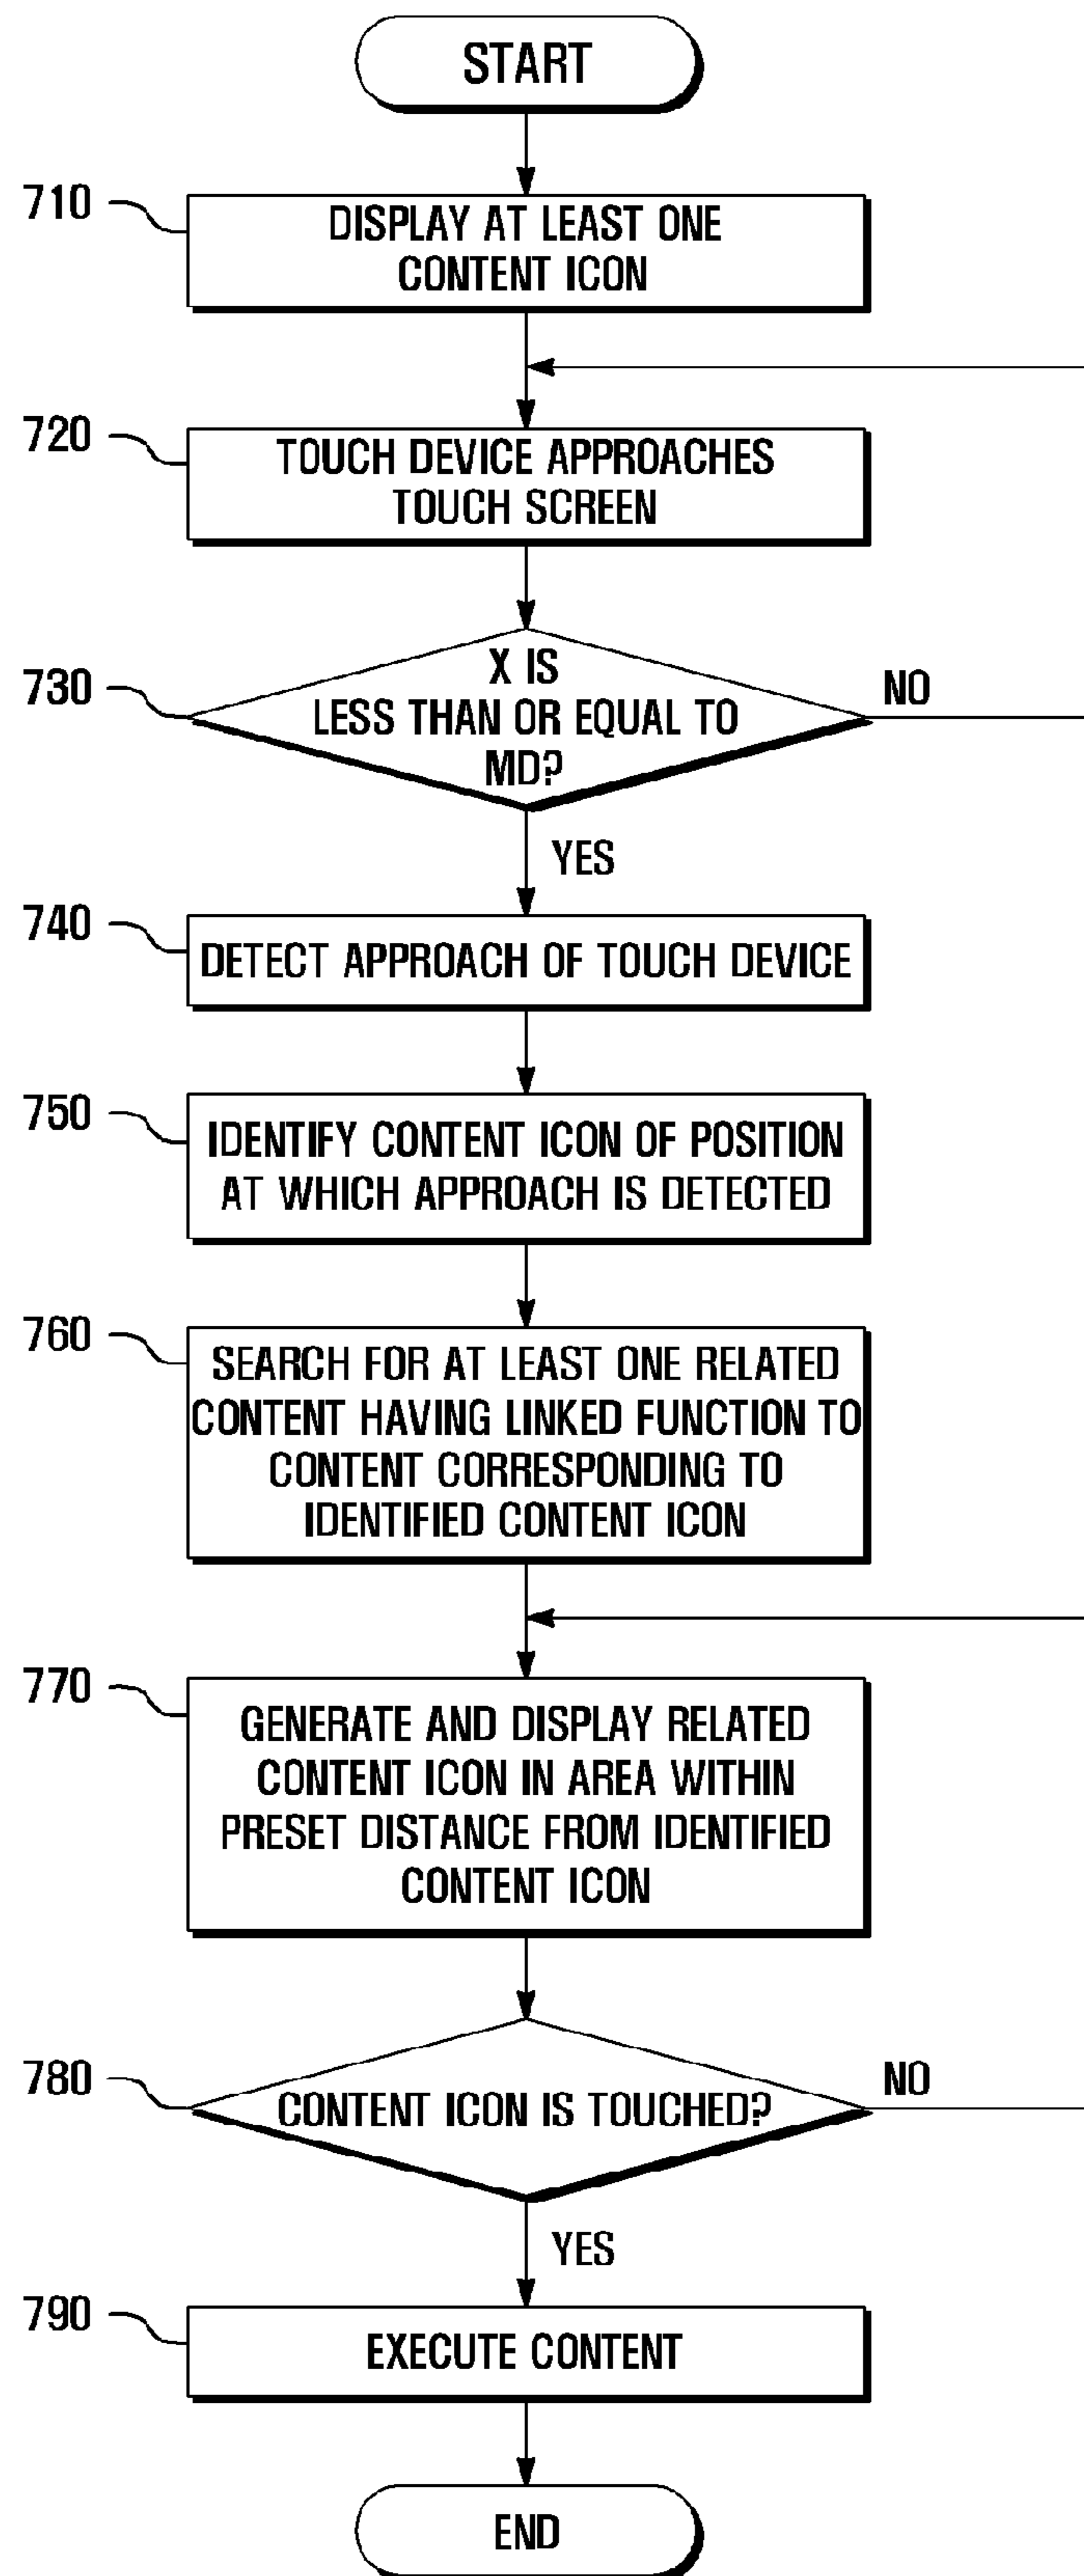 START
710
DISPLAY AT LEAST ONE
CONTENT ICON
720
TOUCH DEVICE APPROACHES
TOUCH SCREEN
730
X IS
LESS THAN OR EQUAL TO
MD?
NO
YES
740
DETECT APPROACH OF TOUCH DEVICE
750
IDENTIFY CONTENT ICON OF POSITION
AT WHICH APPROACH IS DETECTED
760
SEARCH FOR AT LEAST ONE RELATED
CONTENT HAVING LINKED FUNCTION TO
CONTENT CORRESPONDING TO
IDENTIFIED CONTENT ICON
770
GENERATE AND DISPLAY RELATED
CONTENT ICON IN AREA WITHIN
PRESET DISTANCE FROM IDENTIFIED
CONTENT ICON
780
CONTENT ICON IS TOUCHED?
NO
YES
790
EXECUTE CONTENT
END